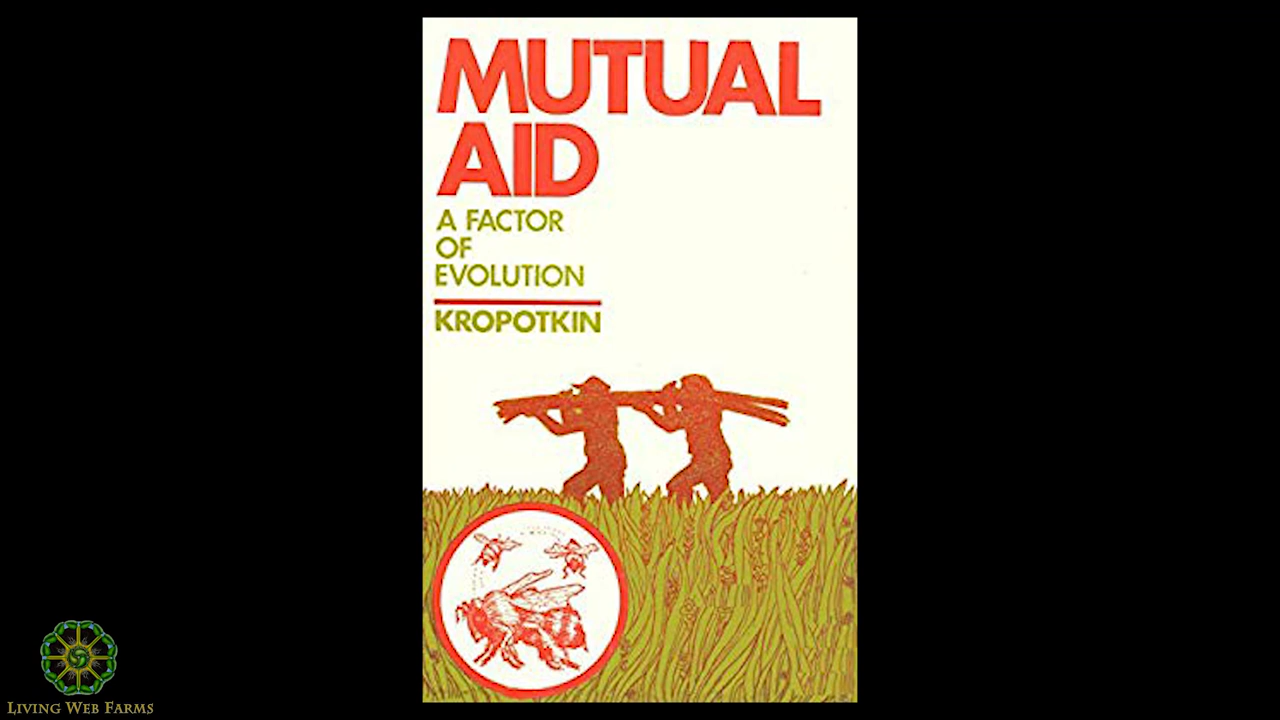 MUTUAL
AID
A FACTOR
OF
EVOLUTION
KROPOTKIN
LIVING WEB FARMS